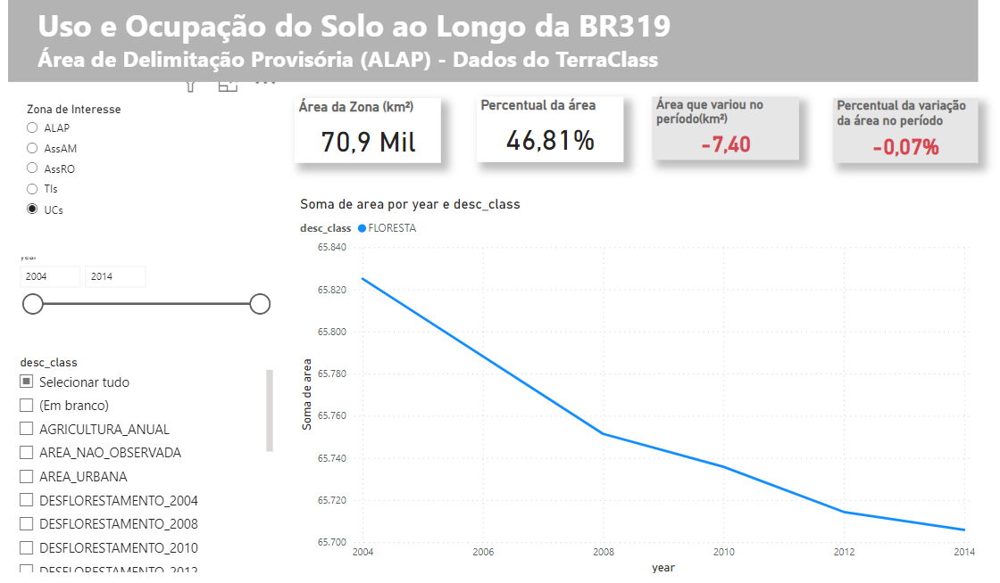 Uso e Ocupação do Solo ao Longo da BR319
Área de Delimitação Provisória (ALAP) - Dados do TerraClass
Zona de Interesse
ALAP
AssAM
AssRO
TIs
UCs
year
2004
2014
desc_class
Selecionar tudo
(Em branco)
AGRICULTURA_ANUAL
AREA_NAO_OBSERVADA
AREA_URBANA
DESFLORESTAMENTO_2004
DESFLORESTAMENTO_2008
DESFLORESTAMENTO_2010
DESFLORESTAMENTO_2012
Área da Zona (km²)
70,9 Mil
Percentual da área
46,81%
Área que variou no
período(km²)
-7,40
Percentual da variação
da área no período
-0,07%
Soma de area por year e desc_class
desc_class FLORESTA
65.840
65.820
65.800
65.780
65.760
65.740
65.720
65.700
Soma de area
2004
2006
2008
2010
2012
2014
year